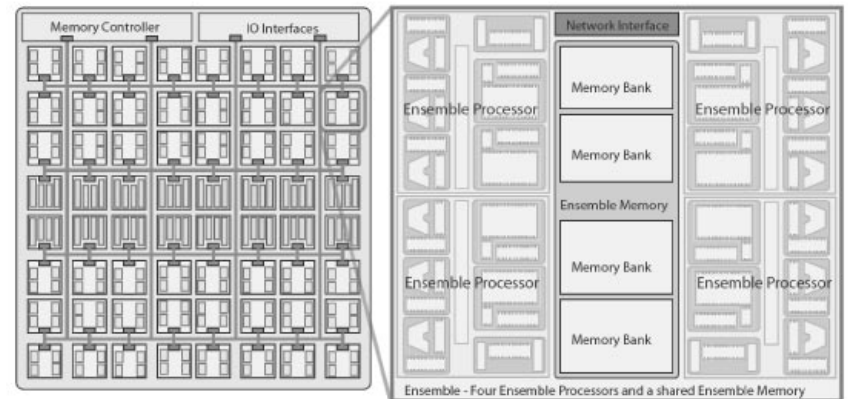 Memory Controller
IO Interfaces
Network Interface
Memory Bank
Ensemble Processor
Ensemble Processor
Memory Bank
Ensemble Memory
Memory Bank
Ensemble Processor
Ensemble Processor
Memory Bank
Ensemble - Four Ensemble Processors and a shared Ensemble Memory